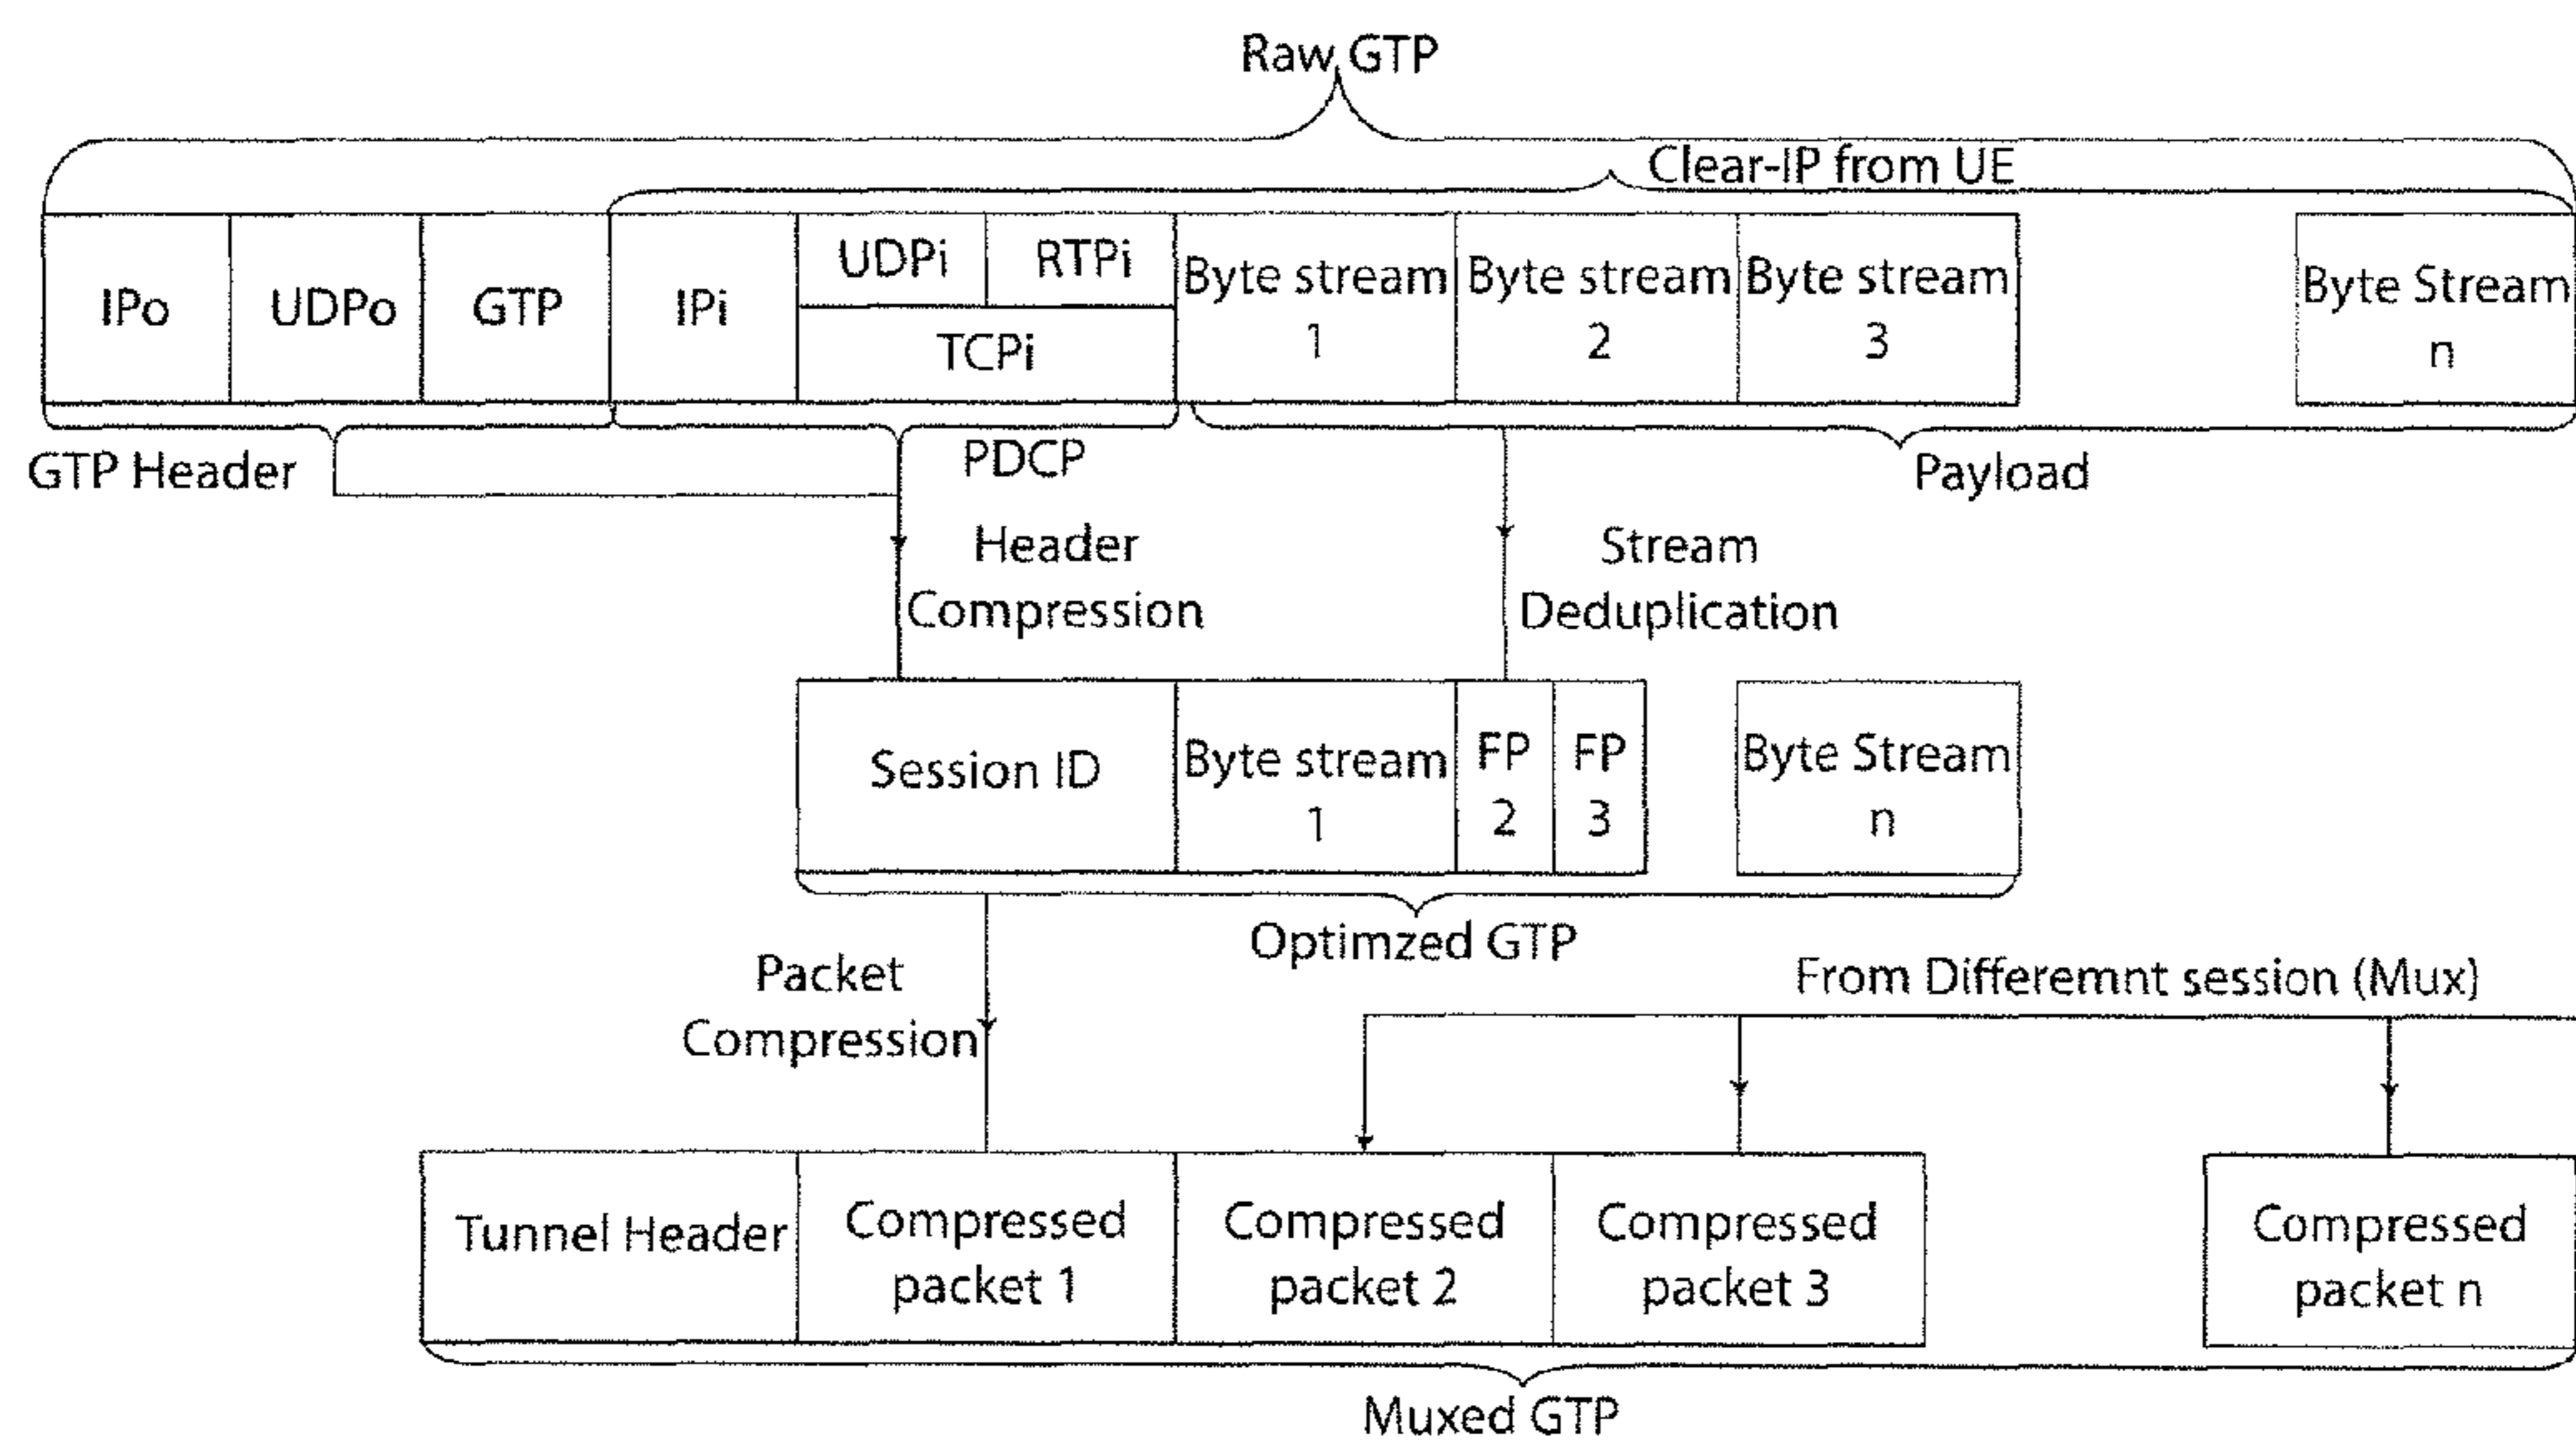 Raw GTP
Clear-IP from UE
IPo
UDPo
GTP
IPi
UDPi
RTPi
TCPi
Byte stream
1
Byte stream
2
Byte stream
3
Byte Stream
n
GTP Header
PDCP
Payload
Header
Compression
Stream
Deduplication
Session ID
Byte stream
1
FP
2
FP
3
Byte Stream
n
Optimzed GTP
Packet
Compression
From Differemnt session (Mux)
Tunnel Header
Compressed
packet 1
Compressed
packet 2
Compressed
packet 3
Compressed
packet n
Muxed GTP